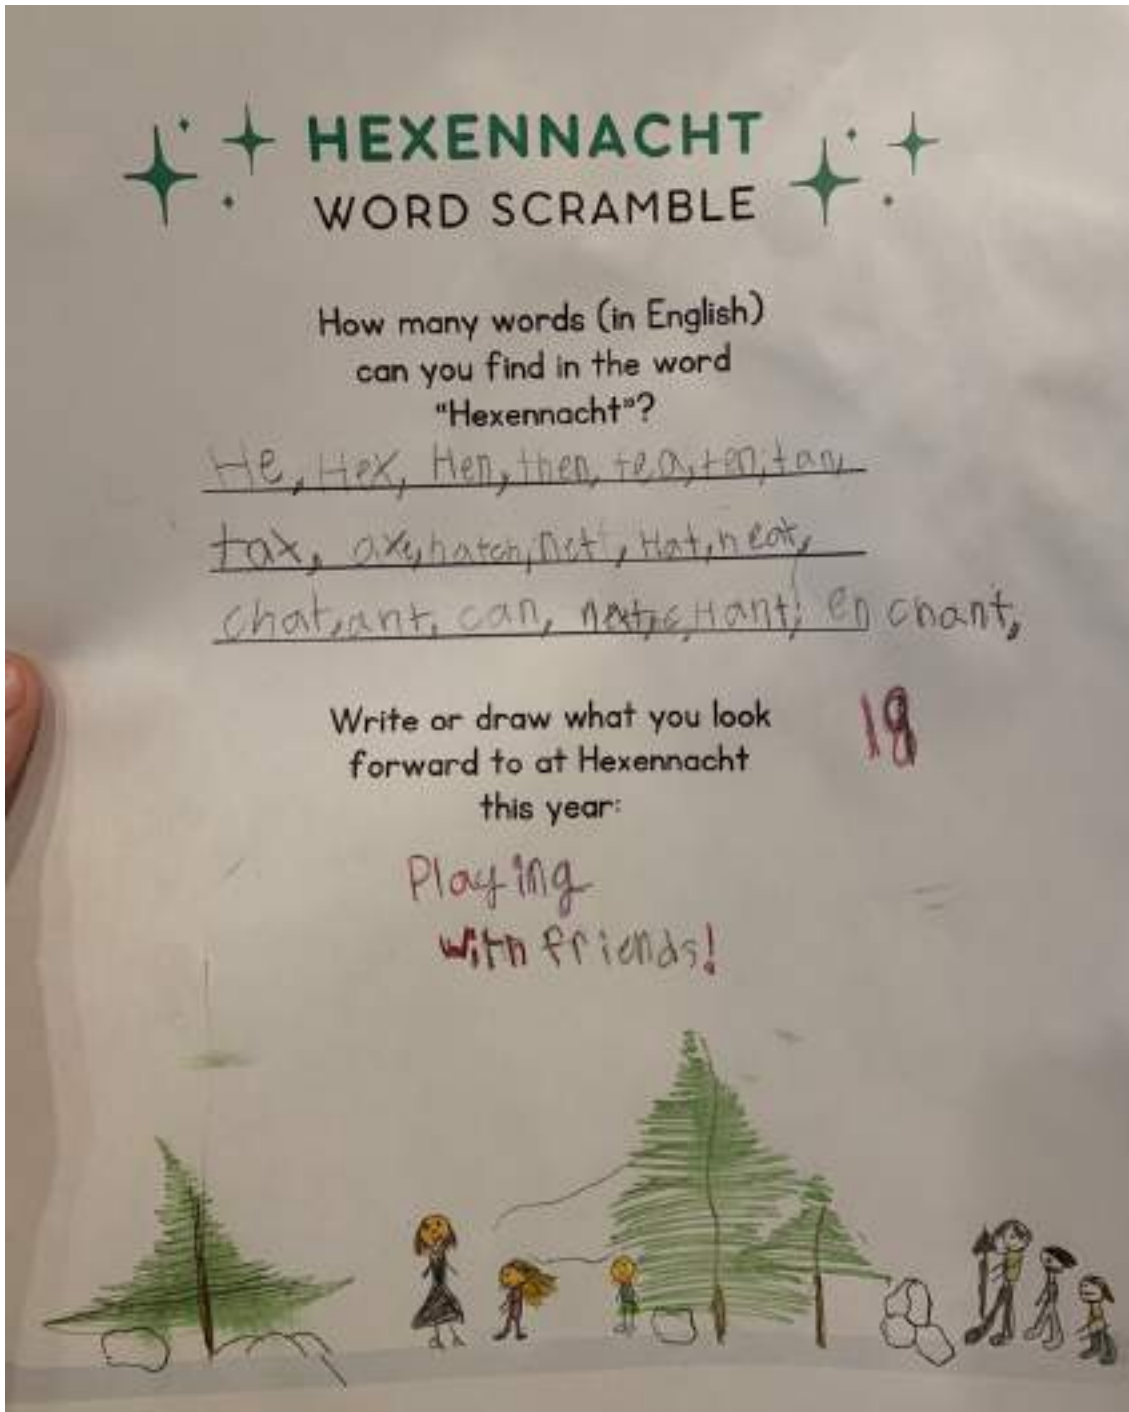 HEXENNACHT
WORD SCRAMBLE
How many words (in English)
can you find in the word
"Hexennacht"?
He, Hex, Hen, then, tea, ten, tan,
tax, axe, hatch, net, Hat, neat,
chat, ant, can, neat, cHant, en chant,
Write or draw what you look
forward to at Hexennacht
this year:
18
Playing
with friends!